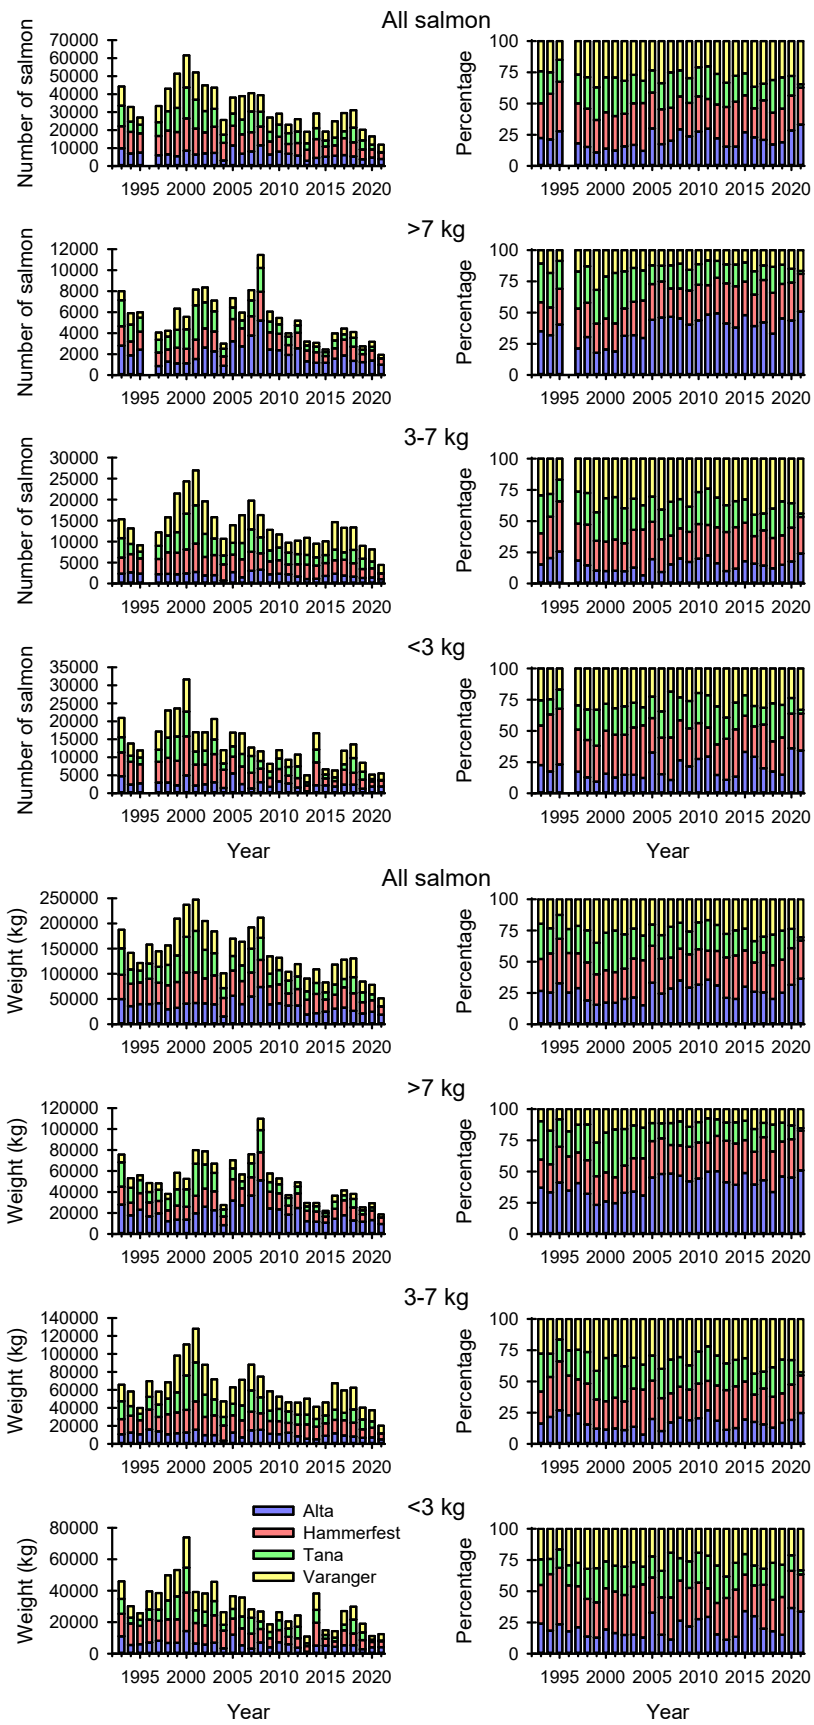 All salmon
Number of salmon
70000
60000
50000
40000
30000
20000
10000
0
1995 2000 2005 2010 2015 2020
Percentage
100
75
50
25
0
1995 2000 2005 2010 2015 2020
>7 kg
Number of salmon
12000
10000
8000
6000
4000
2000
0
1995 2000 2005 2010 2015 2020
Percentage
100
75
50
25
0
1995 2000 2005 2010 2015 2020
3-7 kg
Number of salmon
30000
25000
20000
15000
10000
5000
0
1995 2000 2005 2010 2015 2020
Percentage
100
75
50
25
0
1995 2000 2005 2010 2015 2020
<3 kg
Number of salmon
35000
30000
25000
20000
15000
10000
5000
0
1995 2000 2005 2010 2015 2020
Year
Percentage
100
75
50
25
0
1995 2000 2005 2010 2015 2020
Year
All salmon
Weight (kg)
250000
200000
150000
100000
50000
0
1995 2000 2005 2010 2015 2020
Percentage
100
75
50
25
0
1995 2000 2005 2010 2015 2020
>7 kg
Weight (kg)
120000
100000
80000
60000
40000
20000
0
1995 2000 2005 2010 2015 2020
Percentage
100
75
50
25
0
1995 2000 2005 2010 2015 2020
3-7 kg
Weight (kg)
140000
120000
100000
80000
60000
40000
20000
0
1995 2000 2005 2010 2015 2020
Percentage
100
75
50
25
0
1995 2000 2005 2010 2015 2020
<3 kg
Alta
Hammerfest
Tana
Varanger
Weight (kg)
80000
60000
40000
20000
0
1995 2000 2005 2010 2015 2020
Year
Percentage
100
75
50
25
0
1995 2000 2005 2010 2015 2020
Year